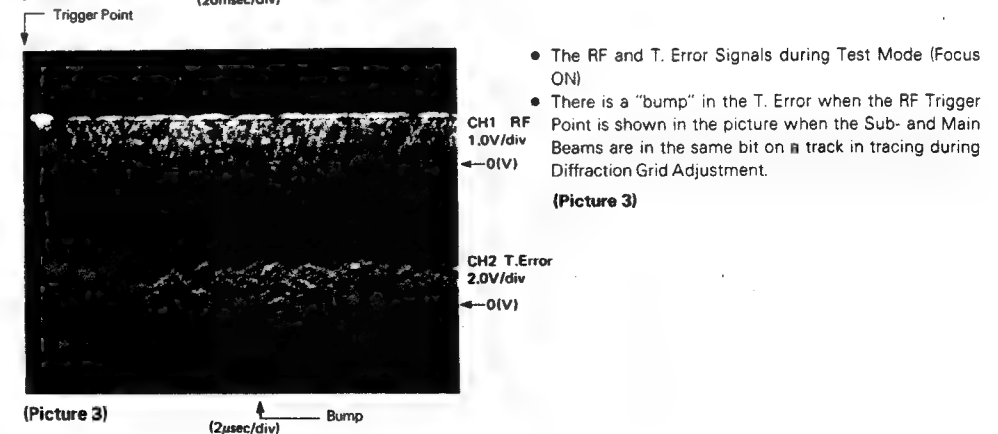 (20msec/div)
Trigger Point
CH1 RF
1.0V/div
0(V)
CH2 T.Error
2.0V/div
0(V)
(Picture 3)
Bump
(2μsec/div)
• The RF and T. Error Signals during Test Mode (Focus
ON)
• There is a "bump" in the T. Error when the RF Trigger
Point is shown in the picture when the Sub- and Main
Beams are in the same bit on a track in tracing during
Diffraction Grid Adjustment.
(Picture 3)